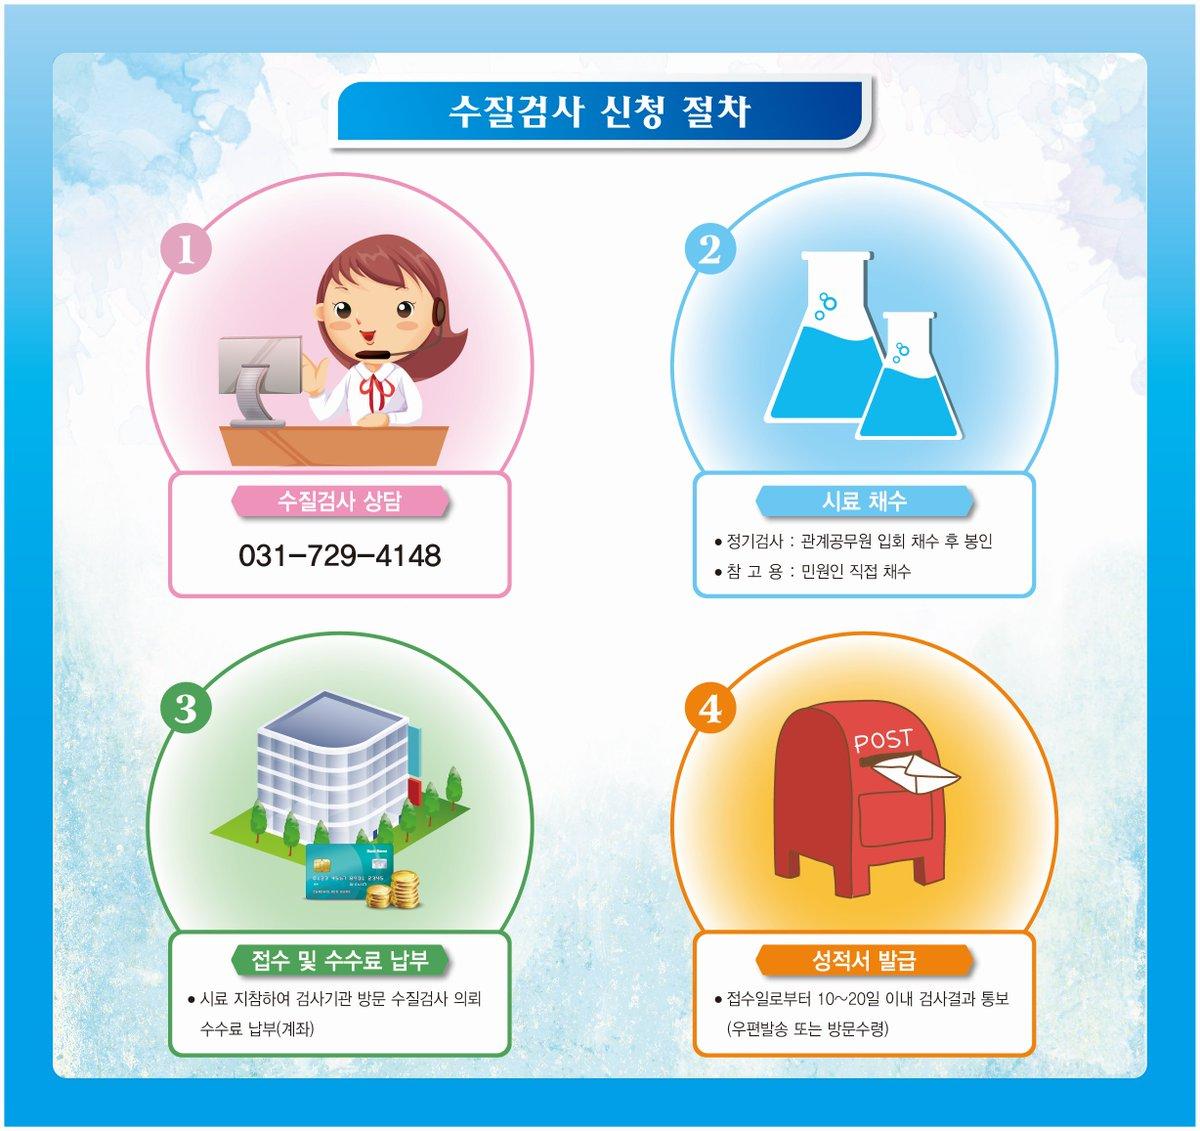 수질검사 신청 절차
1
수질검사 상담
031-729-4148
2
시료 채수
• 정기검사 : 관계공무원 입회 채수 후 봉인
• 참 고 용 : 민원인 직접 채수
3
0123 4567 8901 2345
접수 및 수수료 납부
• 시료 지참하여 검사기관 방문 수질검사 의뢰
수수료 납부(계좌)
4
POST
성적서 발급
• 접수일로부터 10~20일 이내 검사결과 통보
(우편발송 또는 방문수령)